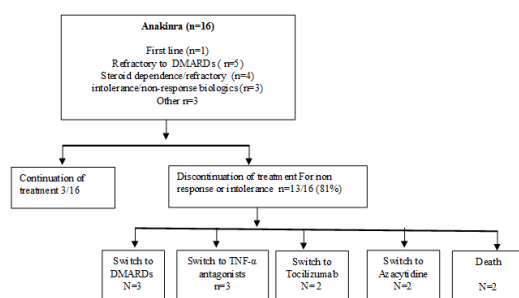 Anakinra (n=16)
First line (n=1)
Refractory to DMARDs ( n=5)
Steroid dependence/refractory (n=4)
intolerance/non-response biologics (n=3)
Other n=3
Continuation of
treatment 3/16
Discontinuation of treatment For non
response or intolerance n=13/16 (81%)
Switch to
DMARDs
N=3
Switch to TNF-α
antagonists
n=3
Switch to
Tocilizumab
N= 2
Switch to
Azacytidine
N=2
Death
N=2